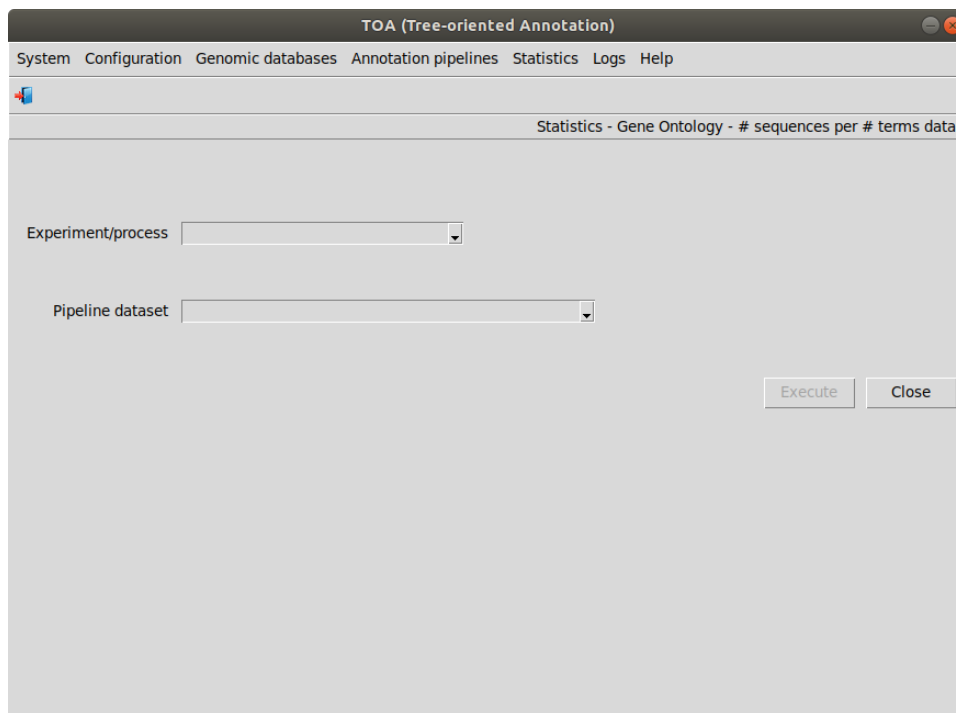 TOA (Tree-oriented Annotation)
System Configuration Genomic databases Annotation pipelines Statistics Logs Help
Statistics - Gene Ontology - # sequences per # terms data
Experiment/process
Pipeline dataset
Execute Close